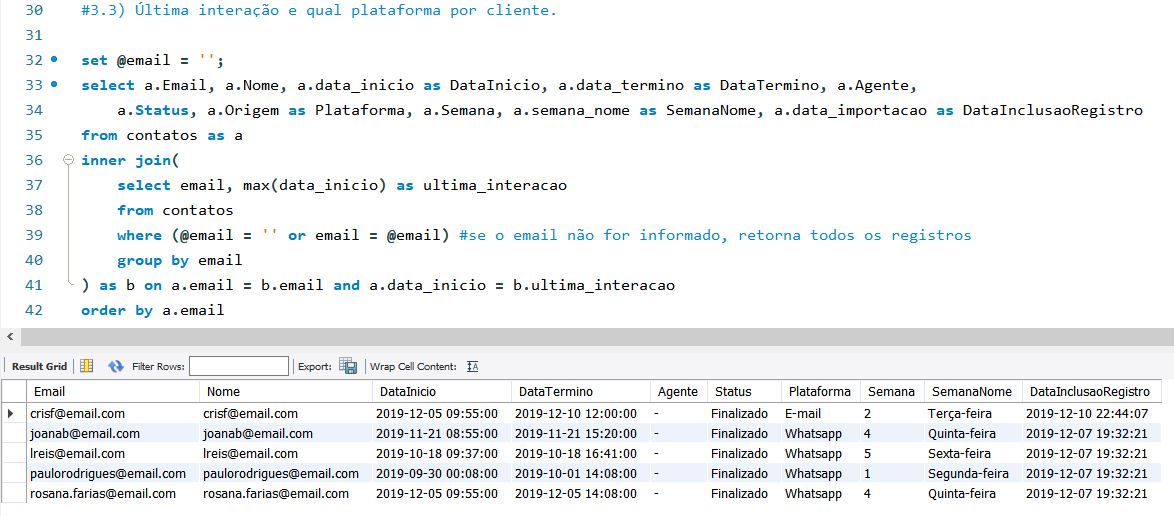 30 #3.3) Última interação e qual plataforma por cliente.
31
32 set @email = '';
33 select a.Email, a.Nome, a.data_inicio as DataInicio, a.data_termino as DataTermino, a.Agente,
34 a.Status, a.Origem as Plataforma, a.Semana, a.semana_nome as SemanaNome, a.data_importacao as DataInclusaoRegistro
35 from contatos as a
36 inner join(
37 select email, max(data_inicio) as ultima_interacao
38 from contatos
39 where (@email = '' or email = @email) #se o email não for informado, retorna todos os registros
40 group by email
41 ) as b on a.email = b.email and a.data_inicio = b.ultima_interacao
42 order by a.email
Result Grid Filter Rows: Export: Wrap Cell Content:
Email Nome DataInicio DataTermino Agente Status Plataforma Semana SemanaNome DataInclusaoRegistro
crisf@email.com crisf@email.com 2019-12-05 09:55:00 2019-12-10 12:00:00 - Finalizado E-mail 2 Terça-feira 2019-12-10 22:44:07
joanab@email.com joanab@email.com 2019-11-21 08:55:00 2019-11-21 15:20:00 - Finalizado Whatsapp 4 Quinta-feira 2019-12-07 19:32:21
lreis@email.com lreis@email.com 2019-10-18 09:37:00 2019-10-18 16:41:00 - Finalizado Whatsapp 5 Sexta-feira 2019-12-07 19:32:21
paulorodrigues@email.com paulorodrigues@email.com 2019-09-30 00:08:00 2019-10-01 14:08:00 - Finalizado Whatsapp 1 Segunda-feira 2019-12-07 19:32:21
rosana.farias@email.com rosana.farias@email.com 2019-12-05 09:55:00 2019-12-05 14:08:00 - Finalizado Whatsapp 4 Quinta-feira 2019-12-07 19:32:21